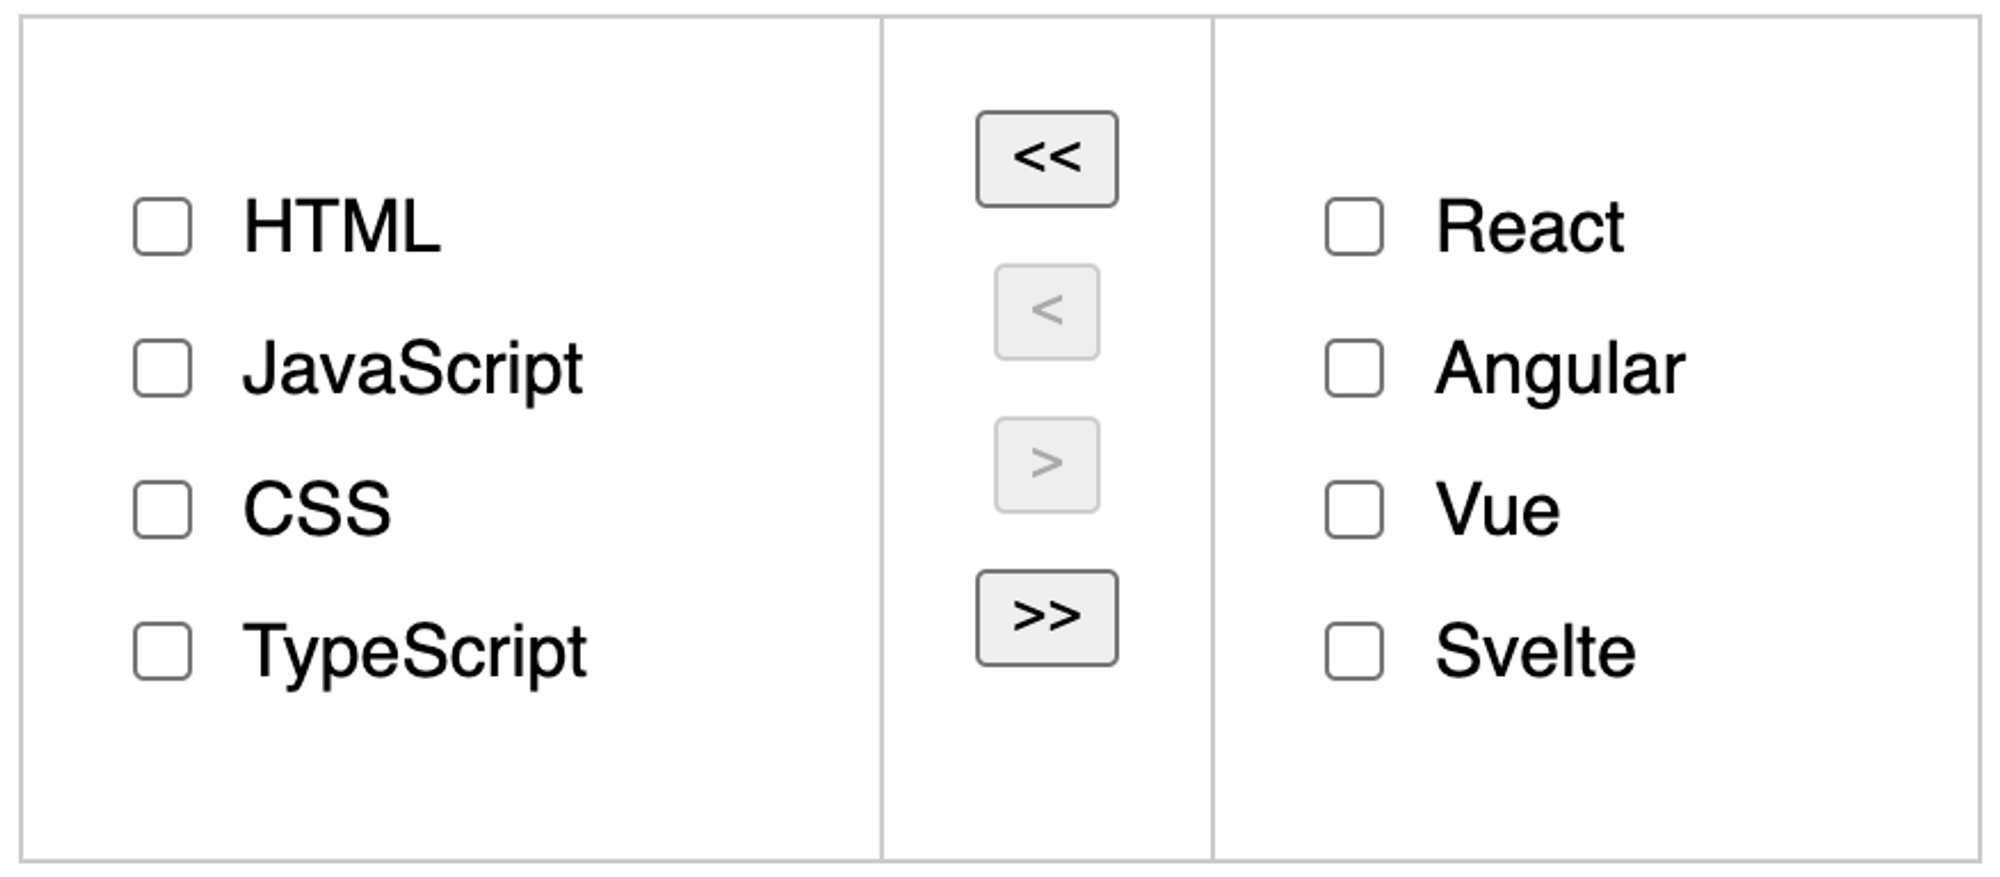 HTML
JavaScript
CSS
TypeScript
<<
<
>
>>
React
Angular
Vue
Svelte